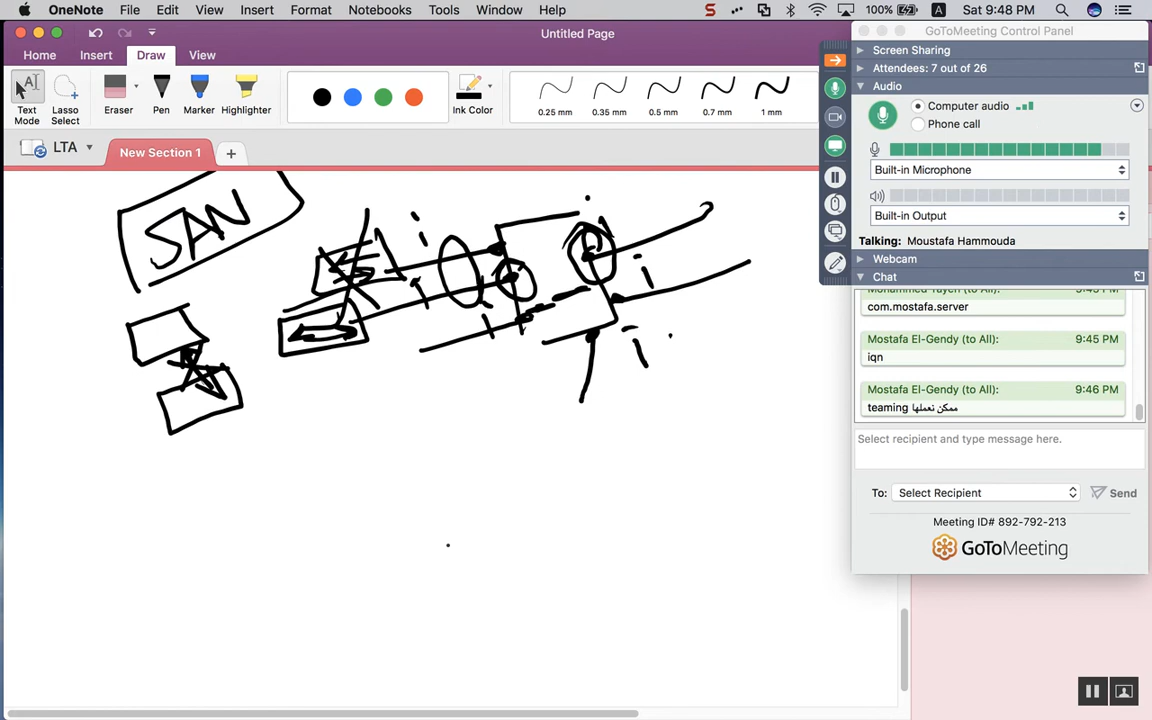 OneNote File Edit View Insert Format Notebooks Tools Window Help 100% A Sat 9:48 PM
Untitled Page
Home Insert Draw View
Text Mode
Lasso Select
Eraser
Pen
Marker
Highlighter
Ink Color
0.25 mm
0.35 mm
0.5 mm
0.7 mm
1 mm
LTA
New Section 1
+
SAN
GoToMeeting Control Panel
Screen Sharing
Attendees: 7 out of 26
Audio
Computer audio
Phone call
Built-in Microphone
Built-in Output
Talking: Moustafa Hammouda
Webcam
Chat
com.mostafa.server
Mostafa El-Gendy (to All): 9:45 PM
iqn
Mostafa El-Gendy (to All): 9:46 PM
teaming ممكن نعملها
Select recipient and type message here.
To: Select Recipient
Send
Meeting ID# 892-792-213
GoToMeeting